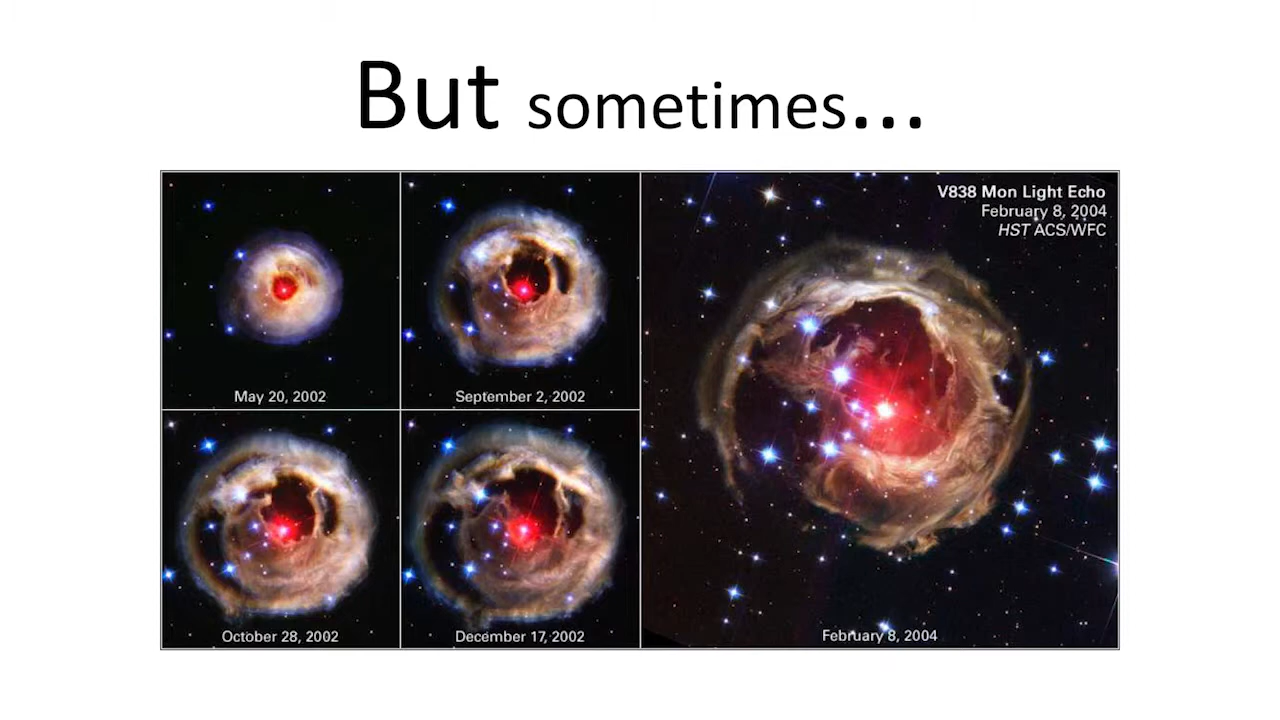 But sometimes...
V838 Mon Light Echo
February 8, 2004
HST ACS/WFC
May 20, 2002
September 2, 2002
October 28, 2002
December 17, 2002
February 8, 2004